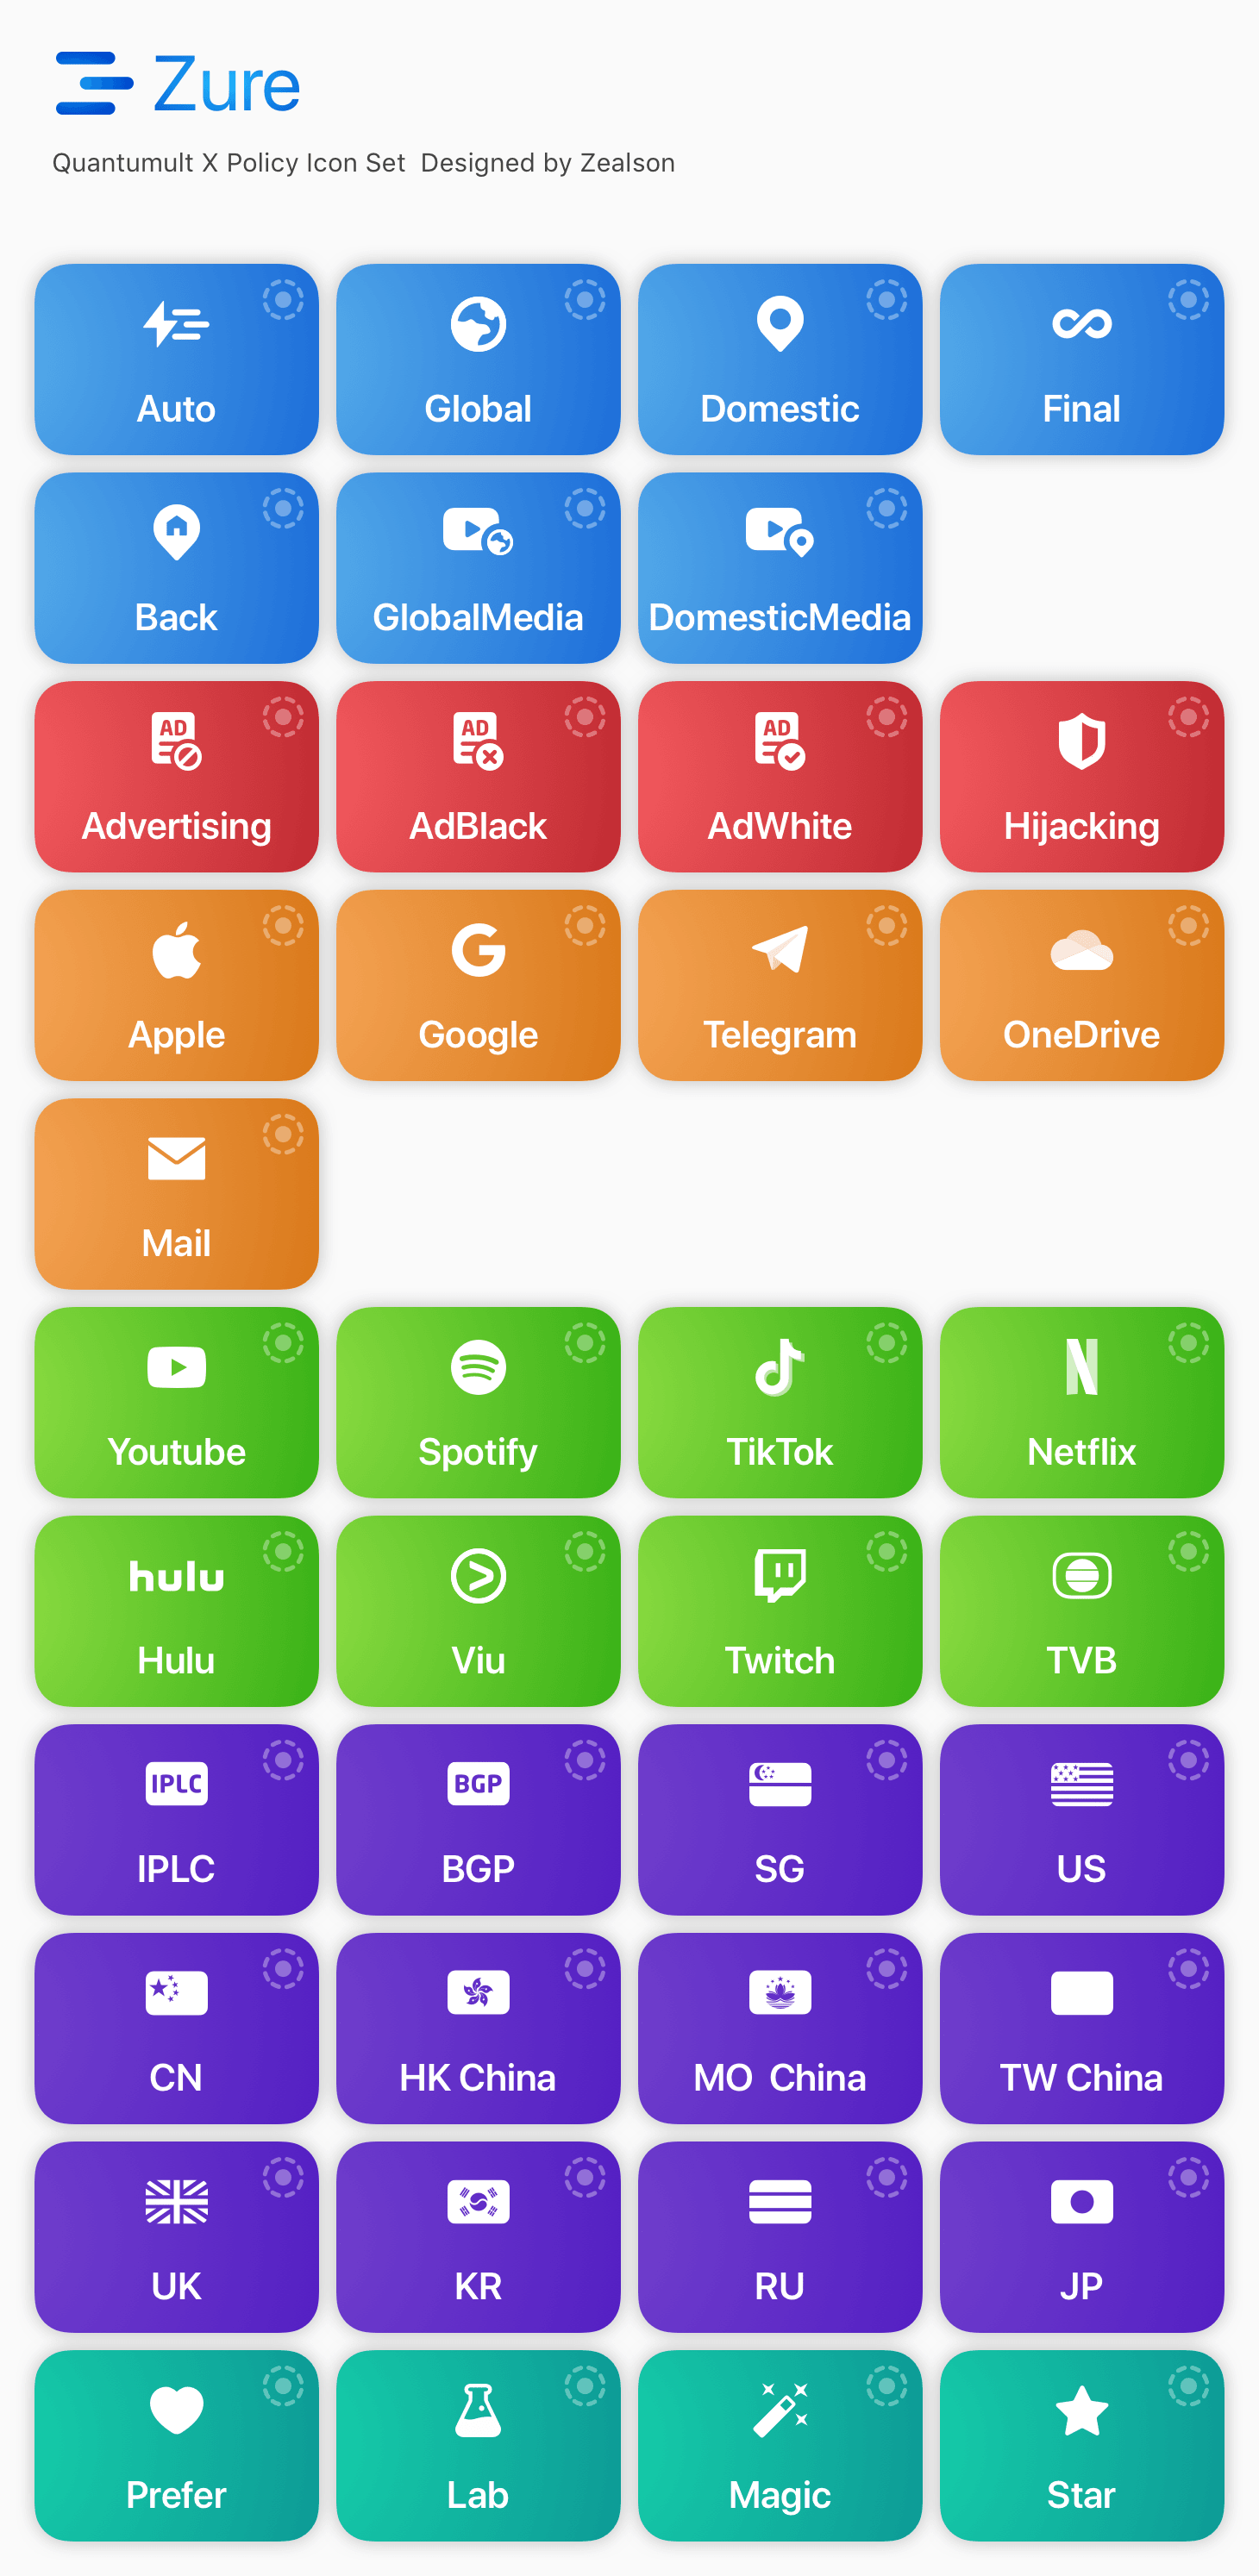 Zure
Quantumult X Policy Icon Set  Designed by Zealson
Auto
Global
Domestic
Final
Back
GlobalMedia
DomesticMedia
AD
Advertising
AD
AdBlack
AD
AdWhite
Hijacking
Apple
G
Google
Telegram
OneDrive
Mail
Youtube
Spotify
TikTok
N
Netflix
hulu
Hulu
Viu
Twitch
TVB
IPLC
IPLC
BGP
BGP
SG
US
CN
HK China
MO  China
TW China
UK
KR
RU
JP
Prefer
Lab
Magic
Star